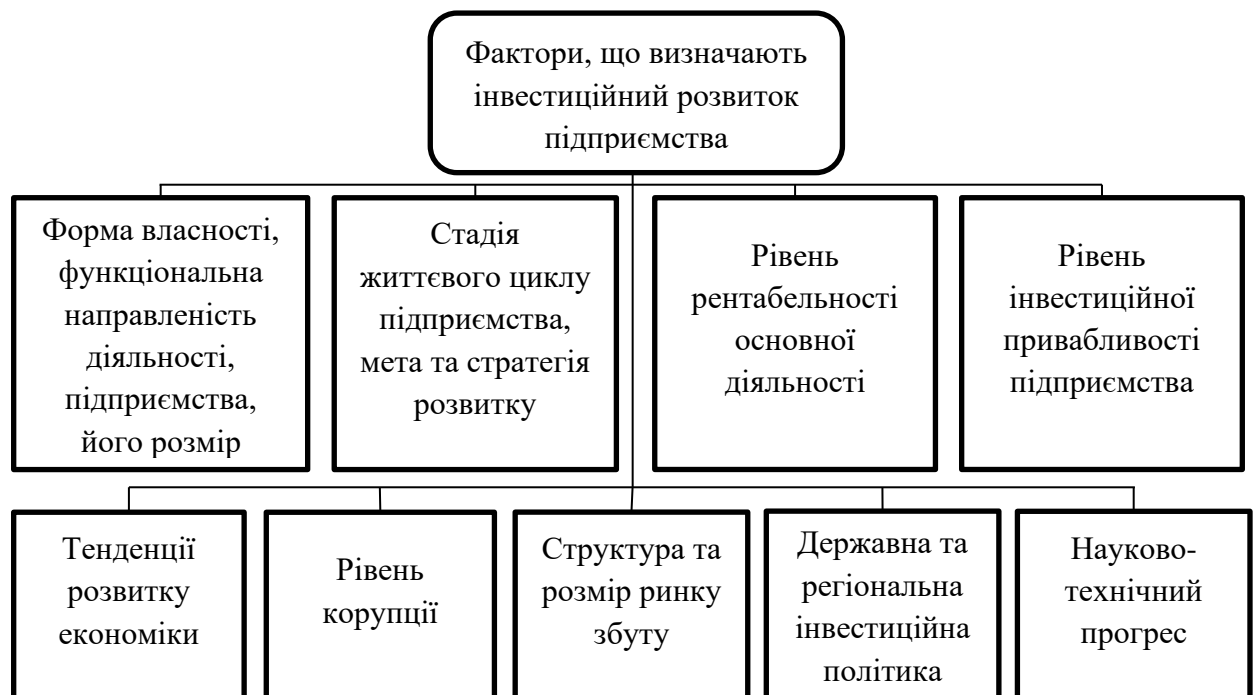 Фактори, що визначають
інвестиційний розвиток
підприємства
Форма власності,
функціональна
направленість
діяльності,
підприємства,
його розмір
Стадія
життєвого циклу
підприємства,
мета та стратегія
розвитку
Рівень
рентабельності
основної
діяльності
Рівень
інвестиційної
привабливості
підприємства
Тенденції
розвитку
економіки
Рівень
корупції
Структура та
розмір ринку
збуту
Державна та
регіональна
інвестиційна
політика
Науково-
технічний
прогрес